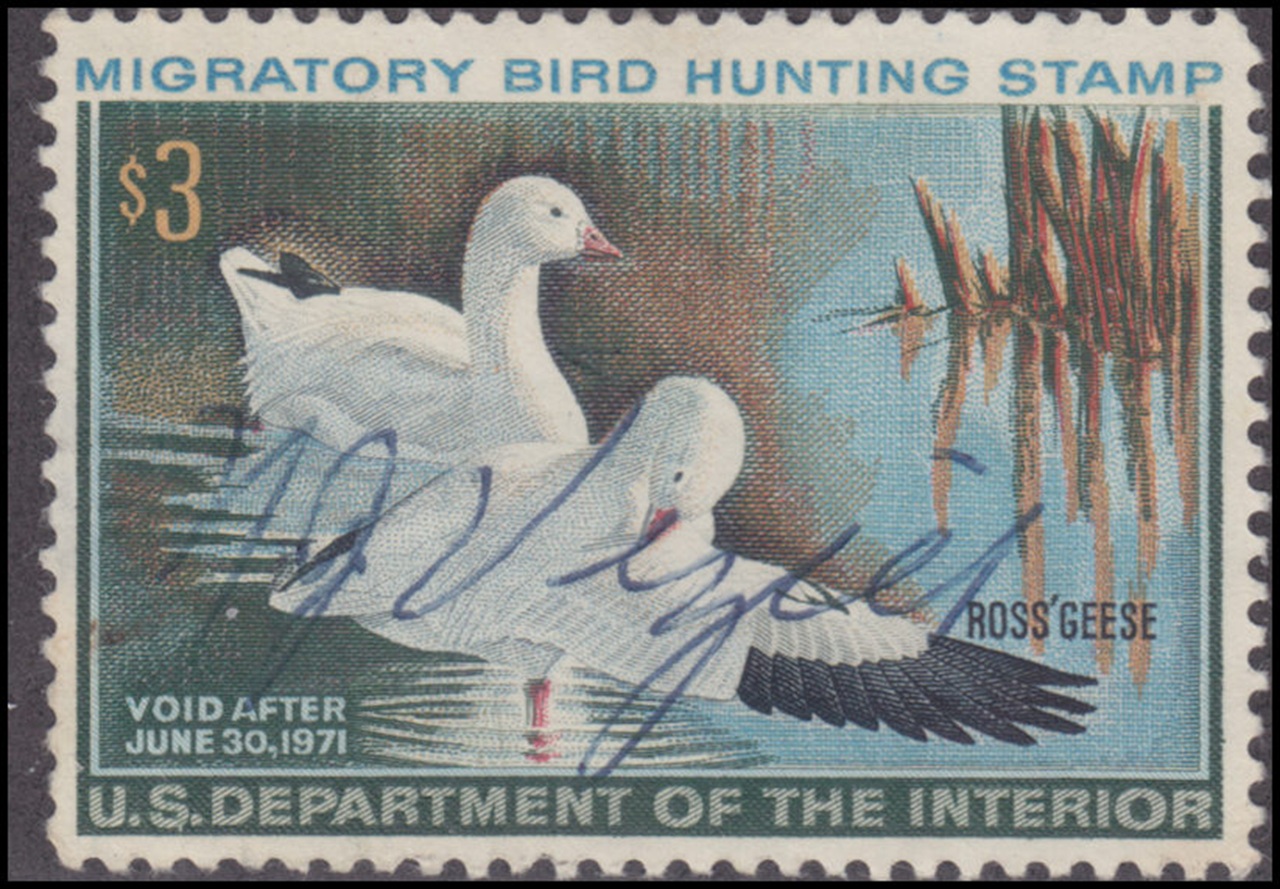 MIGRATORY BIRD HUNTING STAMP
$3
ROSS' GEESE
VOID AFTER
JUNE 30, 1971
U.S. DEPARTMENT OF THE INTERIOR